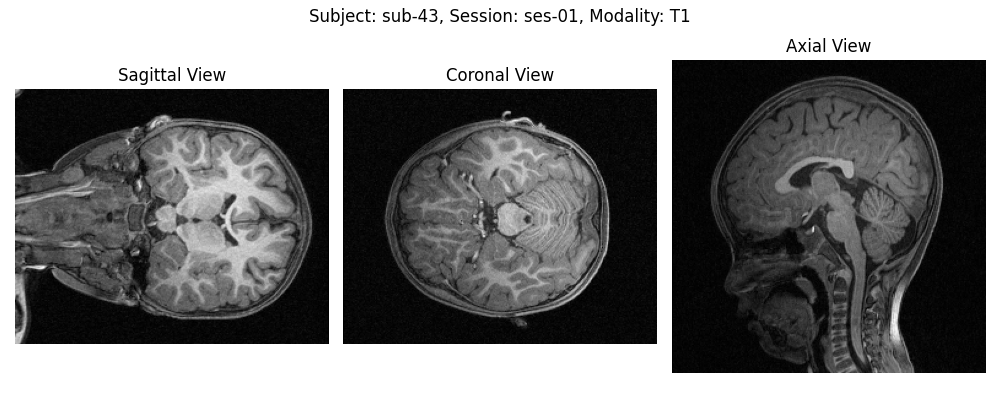 Subject: sub-43, Session: ses-01, Modality: T1
Sagittal View
Coronal View
Axial View